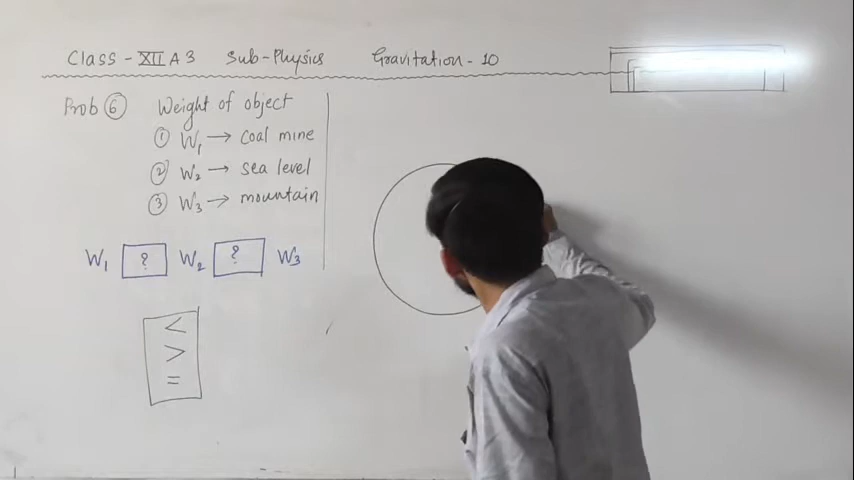 Class - XII A 3 Sub-Physics Gravitation - 10
Prob 6 Weight of object
1 W1 → coal mine
2 W2 → sea level
3 W3 → mountain
W1 ? W2 ? W3
<
>
=